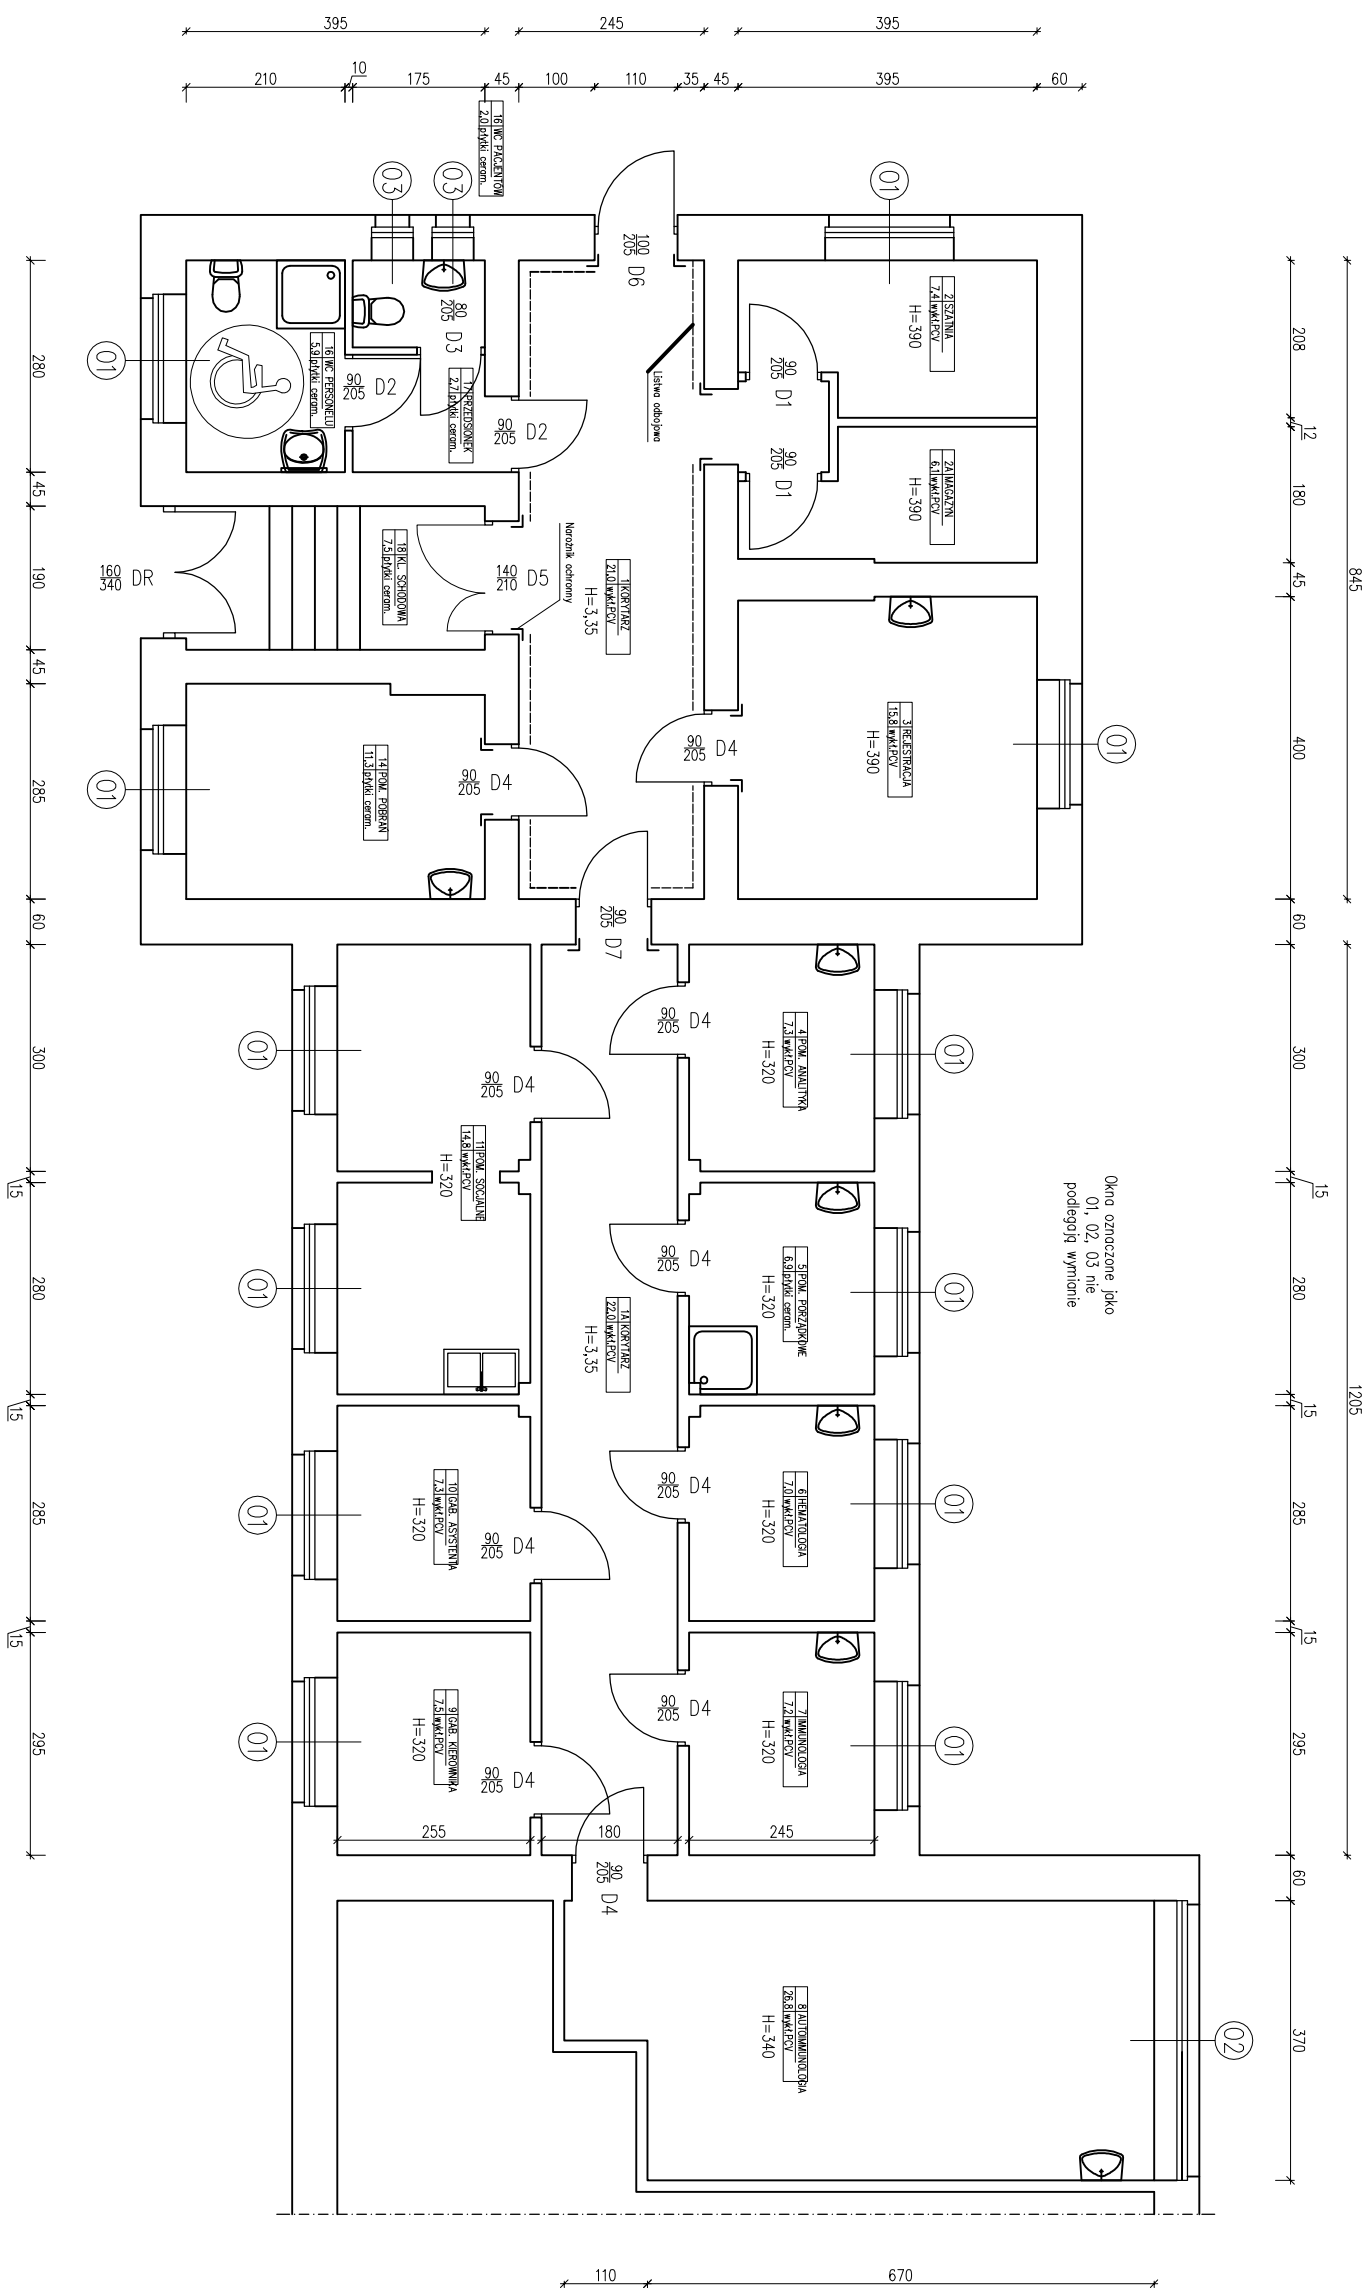 395
245
395
210
10
175
45
100
110
35
45
395
60
16 WC PACJENTÓW
2,0 płytki ceram.
03
03
01
100
205
D6
80
205
D3
2 SZATNIA
7,4 wykł.PCV
H=390
90
205
D1
Listwa odbojowa
01
16 WC PERSONELU
5,9 płytki ceram.
90
205
D2
17 PRZEDSIONEK
2,7 płytki ceram.
90
205
D2
90
205
D1
2A MAGAZYN
6,1 wykł.PCV
H=390
160
340
DR
18 KL. SCHODOWA
7,5 płytki ceram.
140
210
D5
Narożnik ochronny
1 KORYTARZ
21,0 wykł.PCV
H=3,35
3 REJESTRACJA
15,8 wykł.PCV
H=390
01
90
205
D4
01
14 POM. POBRAŃ
11,3 płytki ceram.
90
205
D4
90
205
D7
4 POM. ANALITYKA
7,3 wykł.PCV
H=320
90
205
D4
01
01
90
205
D4
11 POM. SOCJALNE
14,8 wykł.PCV
H=320
Okna oznaczone jako
01, 02, 03 nie
podlegają wymianie
01
5 POM. PORZĄDKOWE
6,9 płytki ceram.
H=320
90
205
D4
01
1A KORYTARZ
22,0 wykł.PCV
H=3,35
6 HEMATOLOGIA
7,0 wykł.PCV
H=320
90
205
D4
01
01
10 GAB. ASYSTENTA
7,3 wykł.PCV
H=320
90
205
D4
7 IMMUNOLOGIA
7,2 wykł.PCV
H=320
90
205
D4
01
01
9 GAB. KIEROWNIKA
7,5 wykł.PCV
H=320
90
205
D4
255
180
245
90
205
D4
8 AUTOIMMUNOLOGIA
26,8 wykł.PCV
H=340
02
280
45
190
45
285
60
300
15
280
15
285
15
295
208
12
180
45
400
60
300
15
280
15
285
15
295
60
370
845
1205
110
670